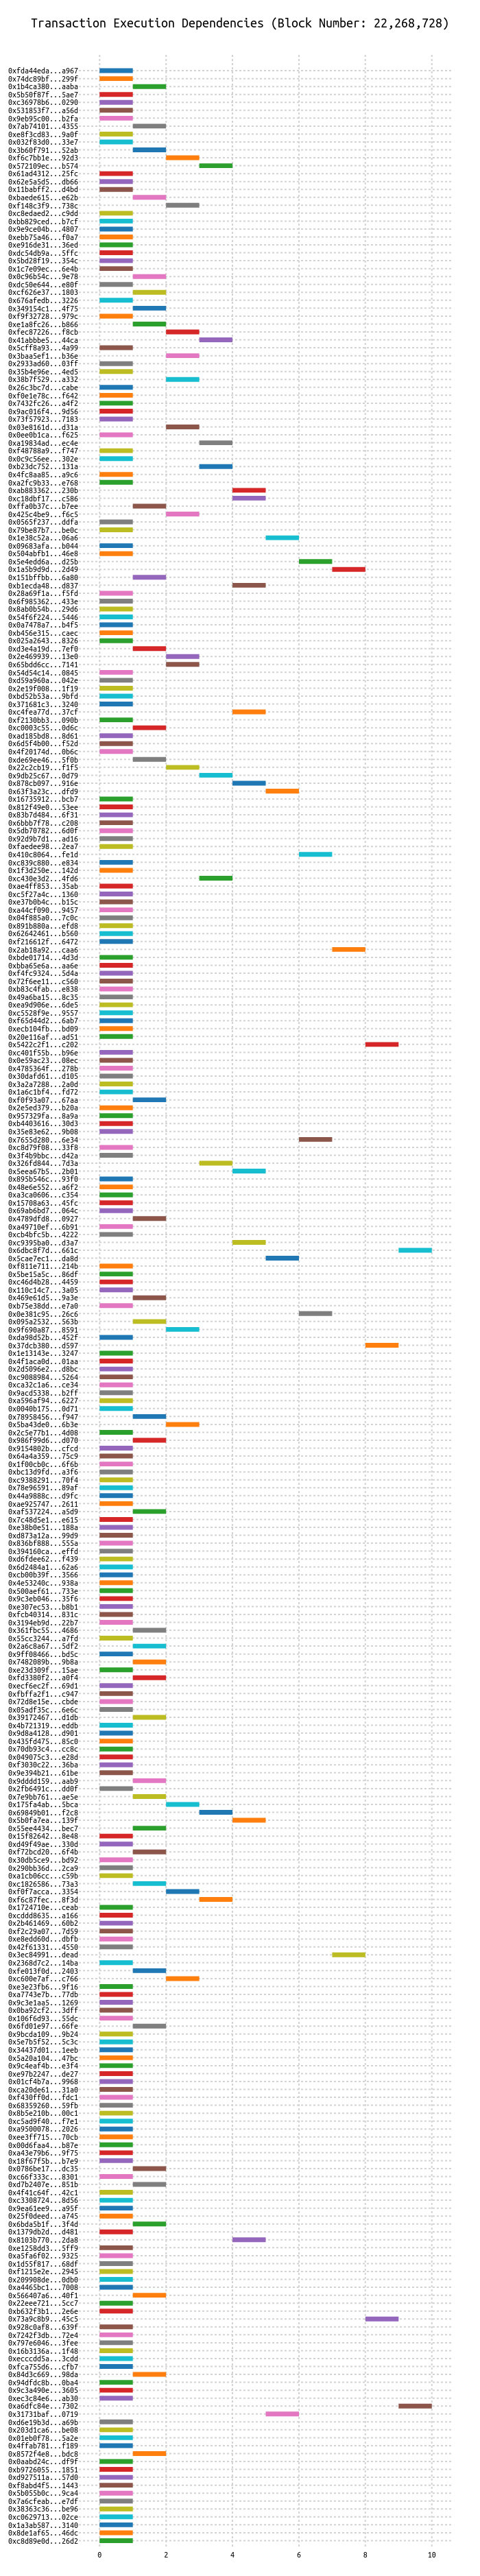 Transaction Execution Dependencies (Block Number: 22,268,728)
0xfda44eda...a967
0x74dc89bf...299f
0x1b4ca380...aaba
0x5b50f87f...5ae7
0xc36978b6...0290
0x531853f7...a56d
0x9eb95c00...b2fa
0x7ab74101...4355
0xe8f3cd83...9a0f
0x032f83d0...33e7
0x3b60f791...52ab
0xf6c7bb1e...92d3
0x572109ec...b574
0x61ad4312...25fc
0x62e5a5d5...db66
0x11babff2...d4bd
0xbaede615...e62b
0xf148c3f9...738c
0xc8edaed2...c9dd
0xbb829ced...b7cf
0x9e9ce04b...4807
0xebb75a46...f0a7
0xe916de31...36ed
0xdc54db9a...5ffc
0x5bd28f19...354c
0x1c7e09ec...6e4b
0x0c96b54c...9e78
0xdc50e644...e80f
0xcf626e37...1803
0x676afedb...3226
0x349154c1...4f75
0xf9f32728...979c
0xe1a8fc26...b866
0xfec87226...f8cb
0x41abbbe5...44ca
0x5cff8a93...4a99
0x3baa5ef1...b36e
0x2933ad60...03ff
0x35b4e96e...4ed5
0x38b7f529...a332
0x26c3bc7d...cabe
0xf0e1e78c...f642
0x7432fc26...a4f2
0x9ac016f4...9d56
0x73f57923...7183
0x03e8161d...d31a
0x0ee0b1ca...f625
0xa19834ad...ec4e
0xf48788a9...f747
0x0c9c56ee...302e
0xb23dc752...131a
0x4fc8aa85...a9c6
0xa2fc9b33...e768
0xab883362...230b
0xc18dbf17...c586
0xffa0b37c...b7ee
0x425c4be9...f6c5
0x0565f237...ddfa
0x79be87b7...be0c
0x1e38c52a...06a6
0x09683afa...b044
0x504abfb1...46e8
0x5e4edd6a...d25b
0x1a5b9d9d...2d49
0x151bffbb...6a80
0xb1ecda48...d837
0x28a69f1a...f5fd
0x6f985362...433e
0x8ab0b54b...29d6
0x54f6f224...5446
0x0a7478a7...b4f5
0xb456e315...caec
0x025a2643...8326
0xd3e4a19d...7ef0
0x2e469939...13e0
0x65bdd6cc...7141
0x54d54c14...0845
0xd59a960a...042e
0x2e19f008...1f19
0xbd52b53a...9bfd
0x371681c3...3240
0xc4fea77d...37cf
0xf2130bb3...090b
0xc0003c55...0d6c
0xad185bd8...8d61
0x6d5f4b00...f52d
0x4f20174d...0b6c
0xde69ee46...5f0b
0x22c2cb19...f1f5
0x9db25c67...0d79
0x878cb097...916e
0x63f3a23c...dfd9
0x16735912...bcb7
0x812f49e0...53ee
0x83b7d484...6f31
0x6bbb7f78...c208
0x5db70782...6d0f
0x92d9b7d1...ad16
0xfaedee98...2ea7
0x410c8064...fe1d
0xc839c880...e834
0x1f3d250e...142d
0xc430e3d2...4fd6
0xae4ff853...35ab
0xc5f27a4c...1360
0xe37b0b4c...b15c
0xa44cf090...9457
0x04f885a0...7c0c
0x891b880a...efd8
0x62642461...b560
0xf216612f...6472
0x2ab18a92...caa6
0xbde01714...4d3d
0xbba65e6a...aa6e
0xf4fc9324...5d4a
0x72f6ee11...c560
0xb83c4fab...e838
0x49a6ba15...8c35
0xea9d906e...6de5
0xc5528f9e...9557
0xf65d44d2...6ab7
0xecb104fb...bd09
0x20e116af...ad51
0x5422c2f1...c202
0xc401f55b...b96e
0x0e59ac23...08ec
0x4785364f...278b
0x30dafd61...d105
0x3a2a7288...2a0d
0x1a6c1bf4...fd72
0xf0f93a07...67aa
0x2e5ed379...b20a
0x957329fa...8a9a
0xb4403616...30d3
0x35e83e62...9b08
0x7655d280...6e34
0xc8d79f08...33f8
0x3f4b9bbc...d42a
0x326fd844...7d3a
0x5eea67b5...2b01
0x895b546c...93f0
0x48e6e552...a6f2
0xa3ca0606...c354
0x15708a63...45fc
0x69ab6bd7...064c
0x4789dfd8...0927
0xa49710ef...6b91
0xcb4bfc5b...4222
0xc9395ba0...d3a7
0x6dbc8f7d...661c
0x5cae7ec1...da8d
0xf811e711...214b
0x5be15a5c...86df
0xc46d4b28...4459
0x110c14c7...3a05
0x469e61d5...9a3e
0xb75e38dd...e7a0
0x0e381c95...26c6
0x095a2532...563b
0x9f690a87...8591
0xda98d52b...452f
0x37dcb380...d597
0x1e13143e...3247
0x4f1aca0d...01aa
0x2d5096e2...d8bc
0xc9088984...5264
0xca32c1a6...ce34
0x9acd5338...b2ff
0xa596af94...6227
0x0040b175...0d71
0x78958456...f947
0x5ba43de0...6b3e
0x2c5e77b1...4d08
0x986f99d6...d070
0x9154802b...cfcd
0x64a4a359...75c9
0x1f00cb0c...6f6b
0xbc13d9fd...a3f6
0xc9388291...70f4
0x78e96591...89af
0x44a9888c...d9fc
0xae925747...2611
0xaf537224...a5d9
0x7c48d5e1...e615
0xe38b0e51...188a
0xd873a12a...99d9
0x836bf888...555a
0x394160ca...effd
0xd6fdee62...f439
0x6d2484a1...62a6
0xcb00b39f...3566
0x4e53240c...938a
0x500aef61...733e
0x9c3eb046...35f6
0xe307ec53...b8b1
0xfcb40314...831c
0x3194eb9d...22b7
0x361fbc55...4686
0x55cc3244...a7fd
0x2a6c8a67...5df2
0x9ff08466...bd5c
0x7482089b...9b8a
0xe23d309f...15ae
0xfd3380f2...a0f4
0xecf6ec2f...69d1
0xfbffa2f1...c947
0x72d8e15e...cbde
0x05adf35c...6e6c
0x39172467...d1db
0x4b721319...eddb
0x9d8a4128...d901
0x435fd475...85c0
0x70db93c4...cc8c
0x049075c3...e28d
0xf3030c22...36ba
0x9e394b21...61be
0x9dddd159...aab9
0x2fb6491c...dd0f
0x7e9bb761...ae5e
0x175fa4ab...5bca
0x69849b01...f2c8
0x5b0fa7ea...139f
0x55ee4434...bec7
0x15f82642...8e48
0xd49f49ae...330d
0xf72bcd20...6f4b
0x30db5ce9...bd92
0x290bb36d...2ca9
0xa1cb06cc...c59b
0xc1826586...73a3
0xf0f7acca...3354
0xf6c87fec...8f3d
0x1724710e...ceab
0xcddd8635...a166
0x2b461469...60b2
0xf2c29a07...7d59
0xe8edd60d...dbfb
0x42f61331...4550
0x3ec84991...dead
0x2368d7c2...14ba
0xfe013f0d...2403
0xc600e7af...c766
0xe3e23fb6...9f16
0xa7743e7b...77db
0x9c3e1aa5...1269
0x0ba92cf2...3dff
0x106f6d93...55dc
0x6fd01e97...66fe
0x9bcda109...9b24
0x5e7b5f52...5c3c
0x34437d01...1eeb
0x5a20a104...47bc
0x9c4eaf4b...e3f4
0xe97b2247...de27
0x01cf4b7a...9968
0xca20de61...31a0
0xf430ff0d...fdc1
0x68359260...59fb
0x8b5e210b...00c1
0xc5ad9f40...f7e1
0xa9500078...2026
0xee3ff715...70cb
0x00d6faa4...b87e
0xa43e79b6...9f75
0x18f67f5b...b7e9
0x0786be17...dc35
0xc66f333c...8301
0xd7b2407e...851b
0x4f41c64f...42c1
0xc3308724...8d56
0x9ea61ee9...a95f
0x25f0deed...a745
0x6bda5b1f...3f4d
0x1379db2d...d481
0x8103b770...2da8
0xe1258dd3...5ff9
0xa5fa6f02...9325
0x1d55f817...68df
0xf1215e2e...2945
0x209908de...0db0
0xa4465bc1...7008
0x566407a6...40f1
0x22eee721...5cc7
0xb632f3b1...2e6e
0x73a9c8b9...45c5
0x928c0af8...639f
0x7242f3db...72e4
0x797e6046...3fee
0x16b3136a...1f48
0xecccdd5a...3cdd
0xfca755d6...cfb7
0x84d3c669...98da
0x94dfdc8b...0ba4
0x9c3a490e...3605
0xec3c84e6...ab30
0xa6dfc84e...7302
0x31731baf...0719
0xd6e19b3d...a69b
0x203d1ca6...be08
0x01eb0f78...5a2e
0x4ffab781...f189
0x8572f4e8...bdc8
0x0aabd24c...df9f
0xb9726055...1851
0xd927511a...57d0
0xf8abd4f5...1443
0x5b055b0c...9ca4
0x7a6cfeab...e7df
0x38363c36...be96
0xc0629713...02ce
0x1a3ab587...3140
0x8de1af65...46dc
0xc8d89e0d...26d2
0 2 4 6 8 10